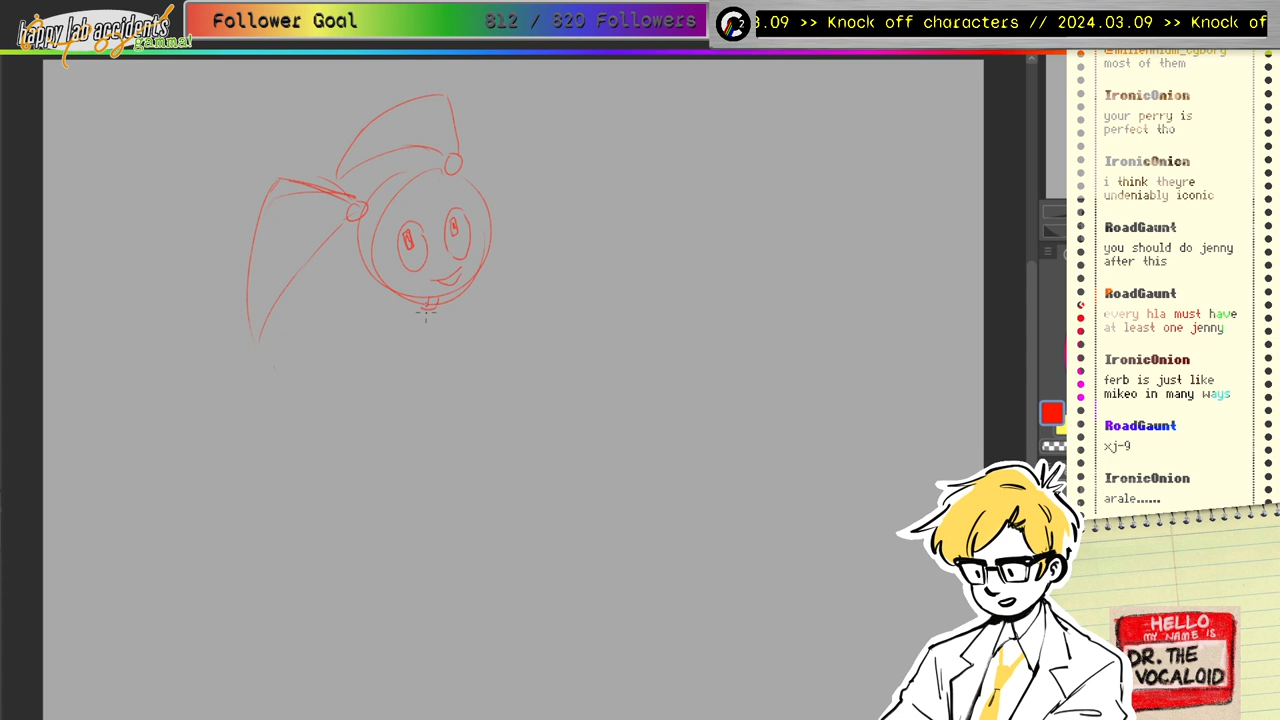 happy lab accidents
gamma!
Follower Goal
812 / 820 Followers
3.09 >> Knock off characters // 2024.03.09 >> Knock of
@millennium_cyborg
most of them
IronicOnion
your perry is
perfect tho
IronicOnion
i think theyre
undeniably iconic
RoadGaunt
you should do jenny
after this
RoadGaunt
every hla must have
at least one jenny
IronicOnion
ferb is just like
mikeo in many ways
RoadGaunt
xj-9
IronicOnion
arale......
HELLO
MY NAME IS
DR. THE
VOCALOID